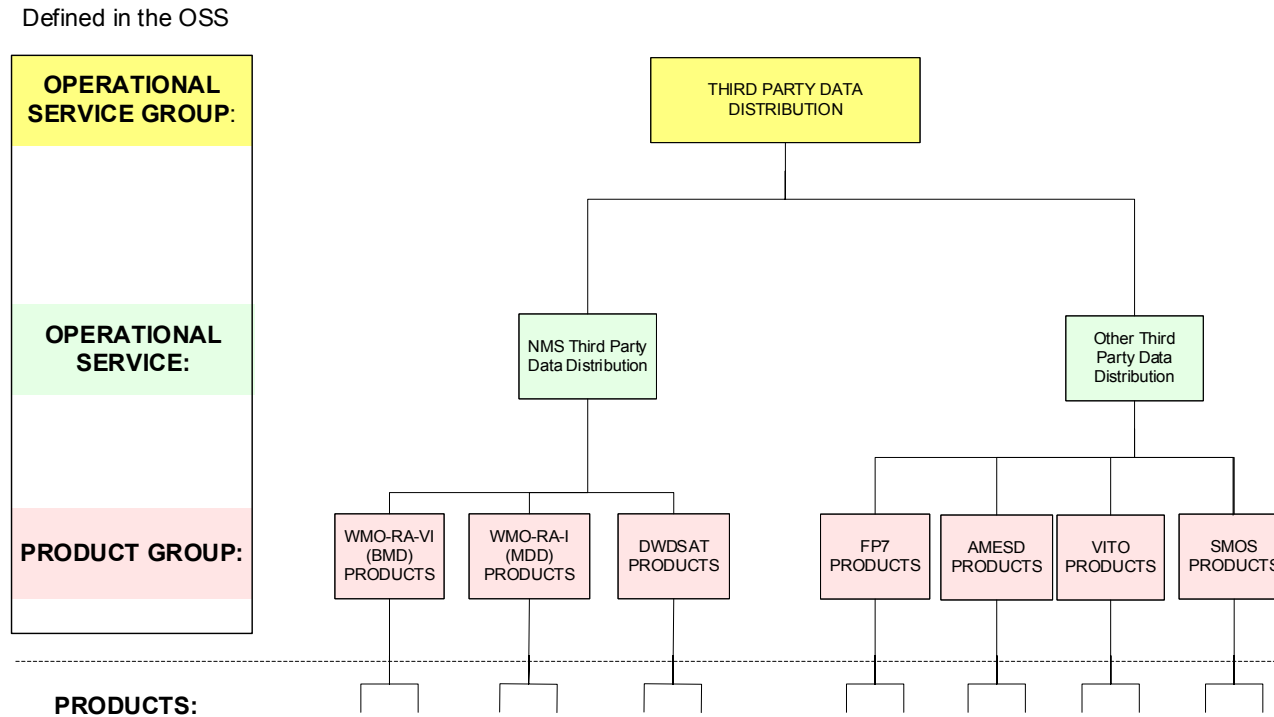 Defined in the OSS
OPERATIONAL
SERVICE GROUP:
THIRD PARTY DATA
DISTRIBUTION
OPERATIONAL
SERVICE:
NMS Third Party
Data Distribution
Other Third
Party Data
Distribution
PRODUCT GROUP:
WMO-RA-VI
(BMD)
PRODUCTS
WMO-RA-I
(MDD)
PRODUCTS
DWDSAT
PRODUCTS
FP7
PRODUCTS
AMESD
PRODUCTS
VITO
PRODUCTS
SMOS
PRODUCTS
PRODUCTS: